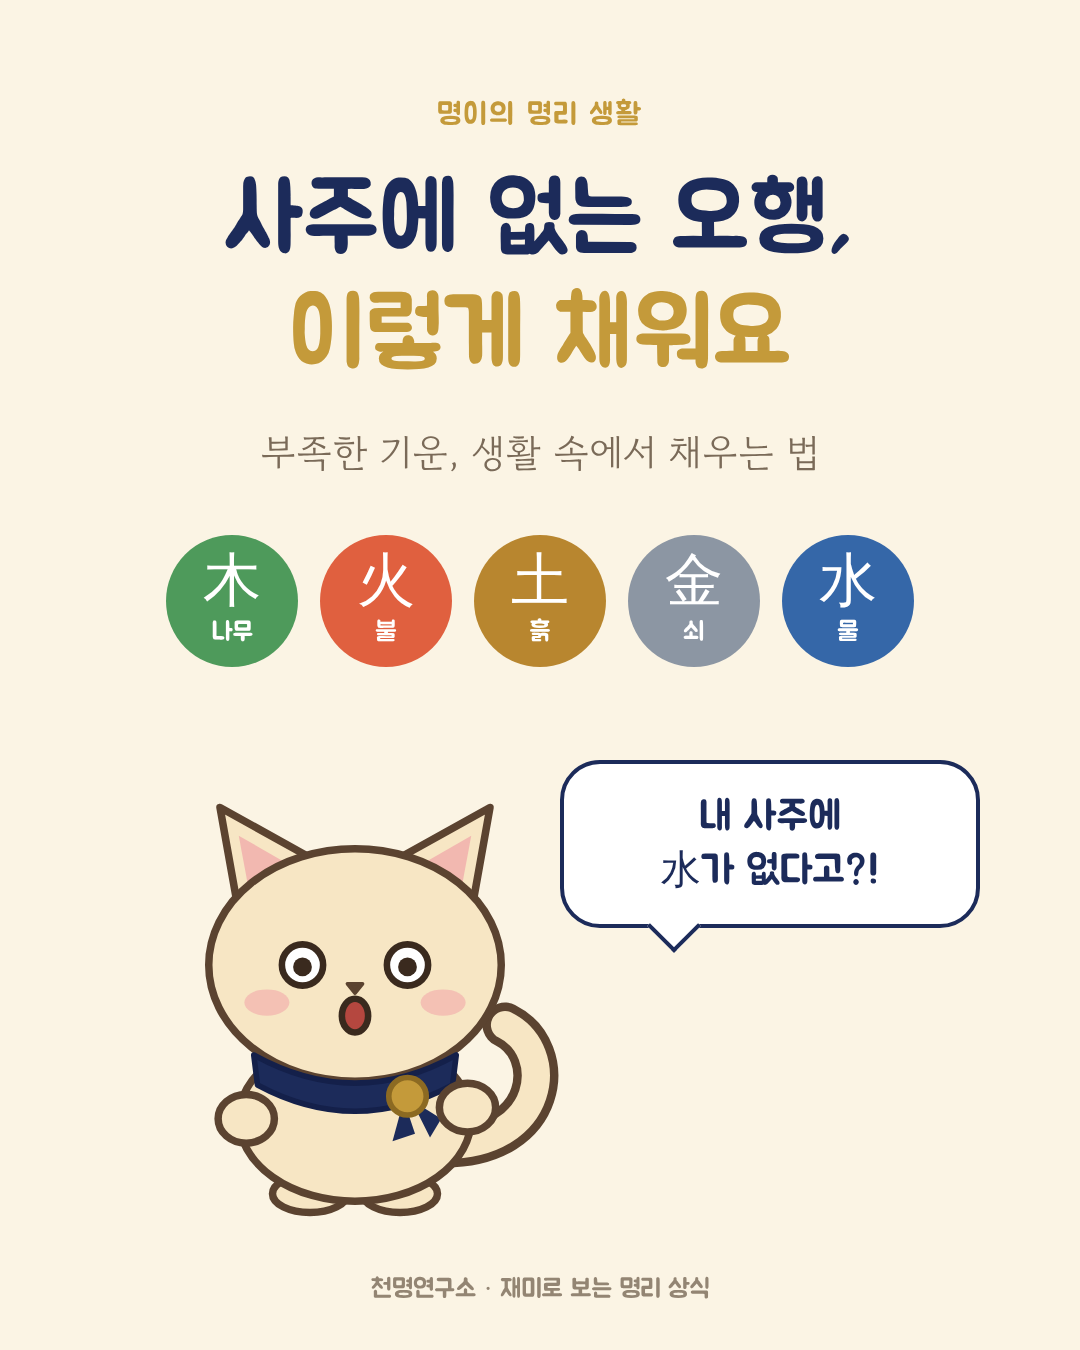 명이의 명리 생활
사주에 없는 오행,
이렇게 채워요
부족한 기운, 생활 속에서 채우는 법
木 火 土 金 水
나무 불 흙 쇠 물
내 사주에
水가 없다고?!
천명연구소 · 재미로 보는 명리 상식